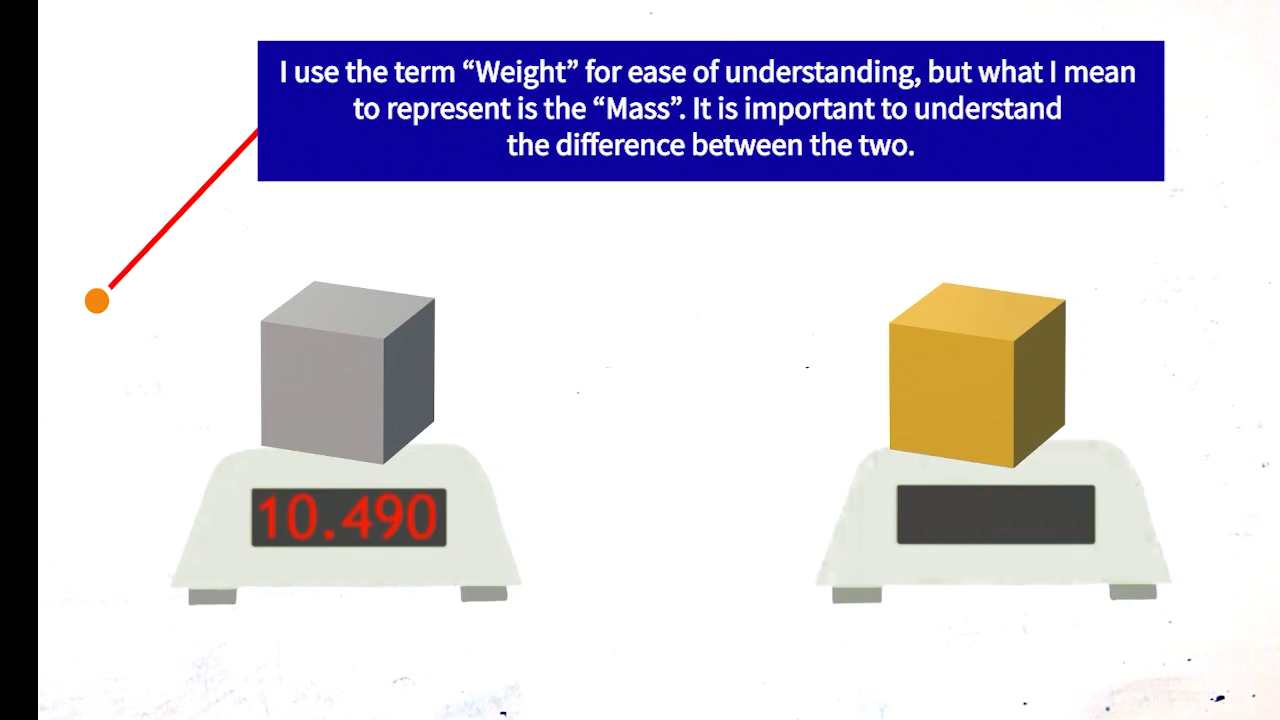 I use the term “Weight” for ease of understanding, but what I mean
to represent is the “Mass”. It is important to understand
the difference between the two.
10.490